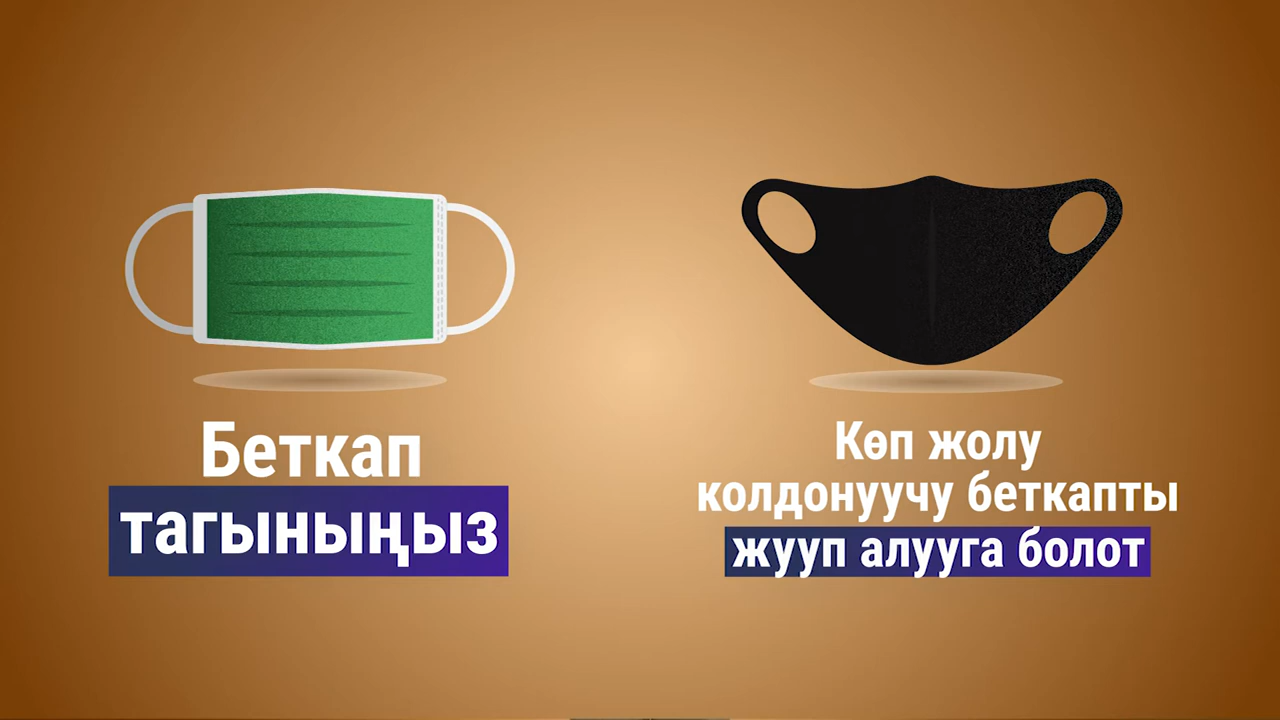 Беткап
тагыныңыз
Көп жолу
колдонуучу беткапты
жууп алууга болот